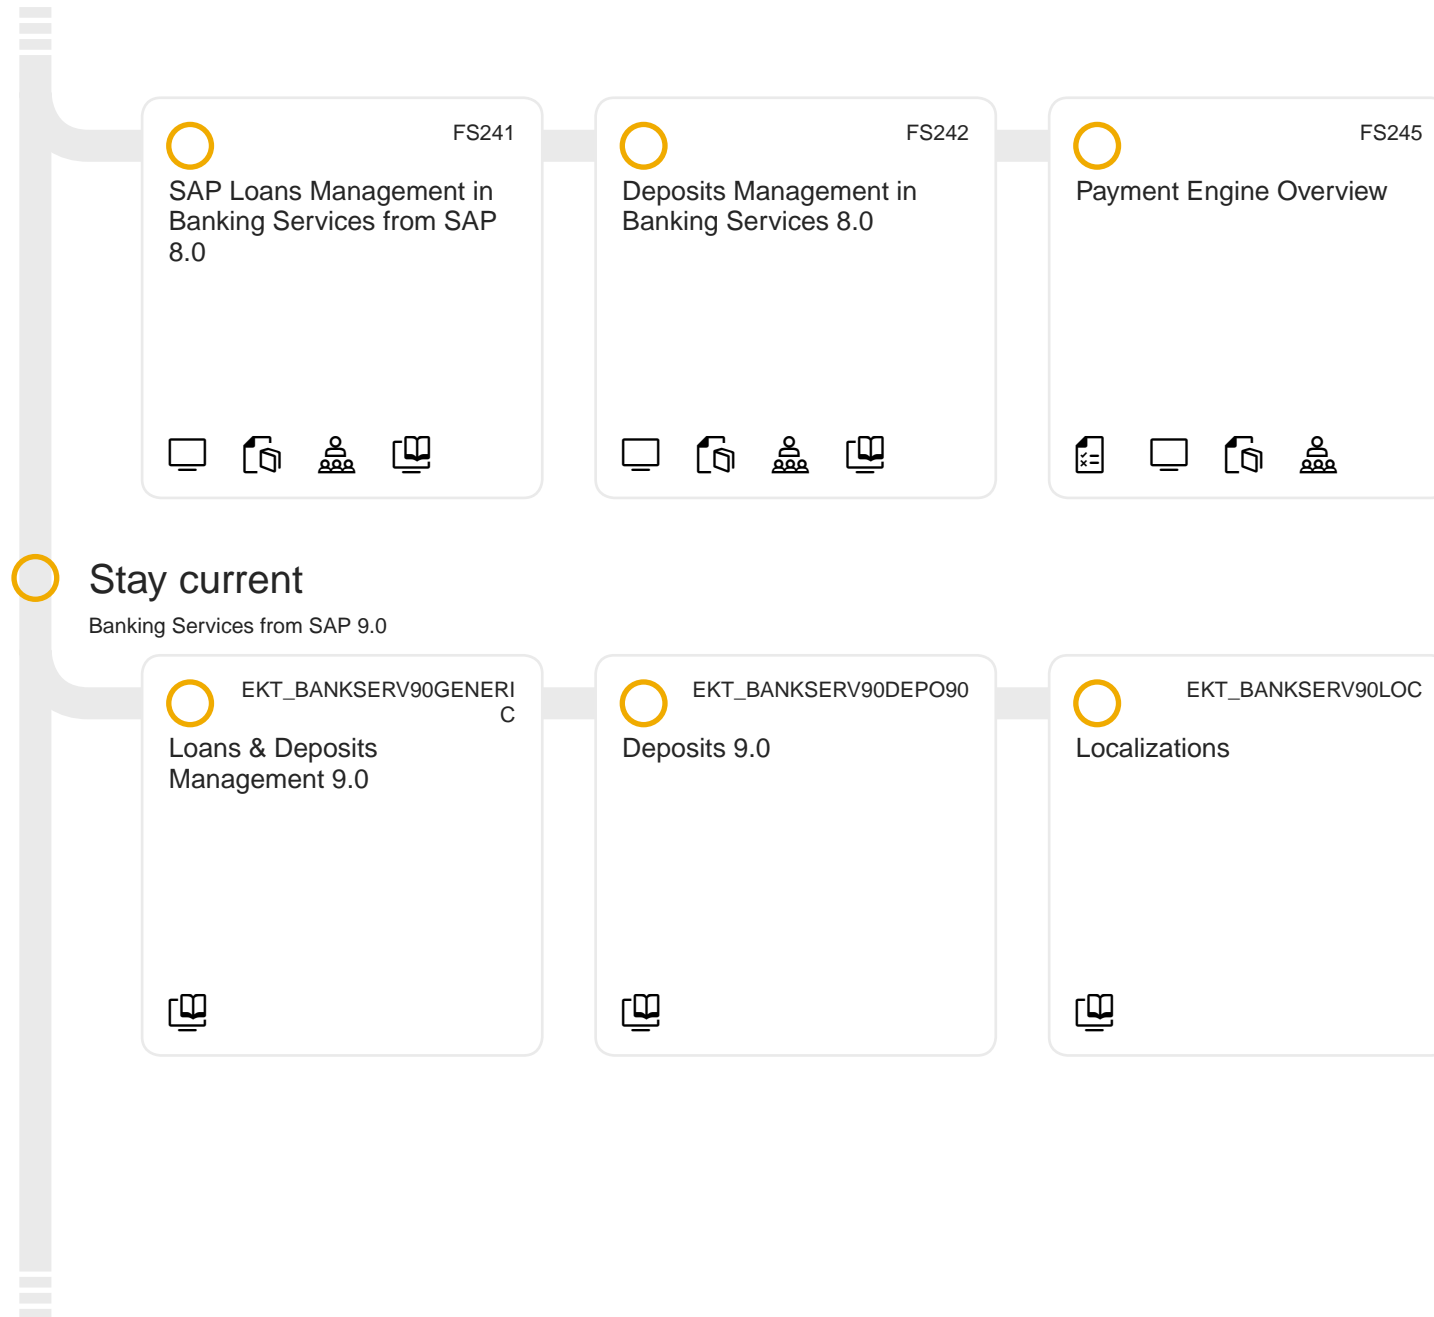 FS241
SAP Loans Management in
Banking Services from SAP
8.0
FS242
Deposits Management in
Banking Services 8.0
FS245
Payment Engine Overview
Stay current
Banking Services from SAP 9.0
EKT_BANKSERV90GENERI
C
Loans & Deposits
Management 9.0
EKT_BANKSERV90DEPO90
Deposits 9.0
EKT_BANKSERV90LOC
Localizations